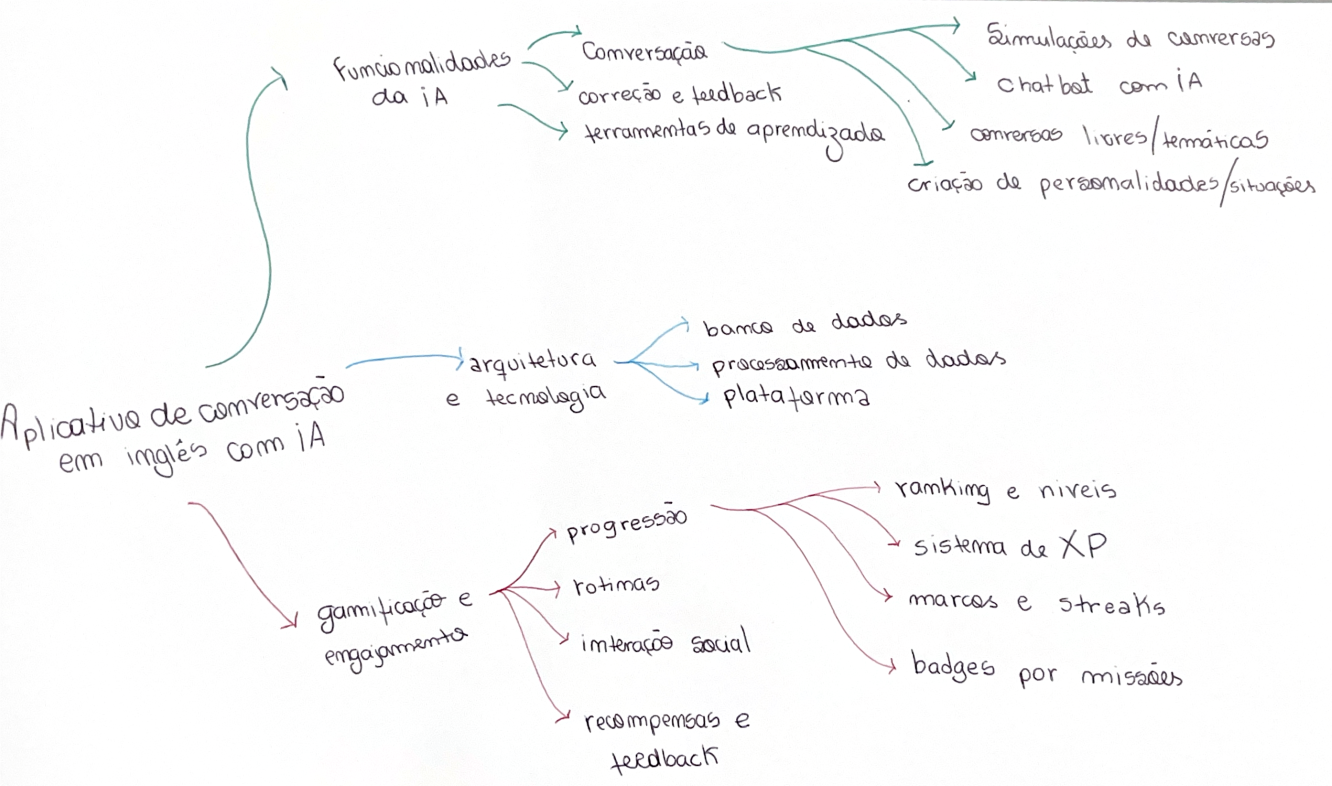 Simulações de conversas
Funcionalidades
da iA
Conversação
chatbot com iA
correção e feedback
ferramentas de aprendizado
conversas livres/temáticas
criação de personalidades/situações
banco de dados
arquitetura
e tecnologia
processamento de dados
plataforma
Aplicativo de conversação
em inglês com iA
ranking e niveis
progressão
sistema de XP
rotinas
gamificação e
engajamento
marcos e streaks
interação social
badges por missões
recompensas e
feedback